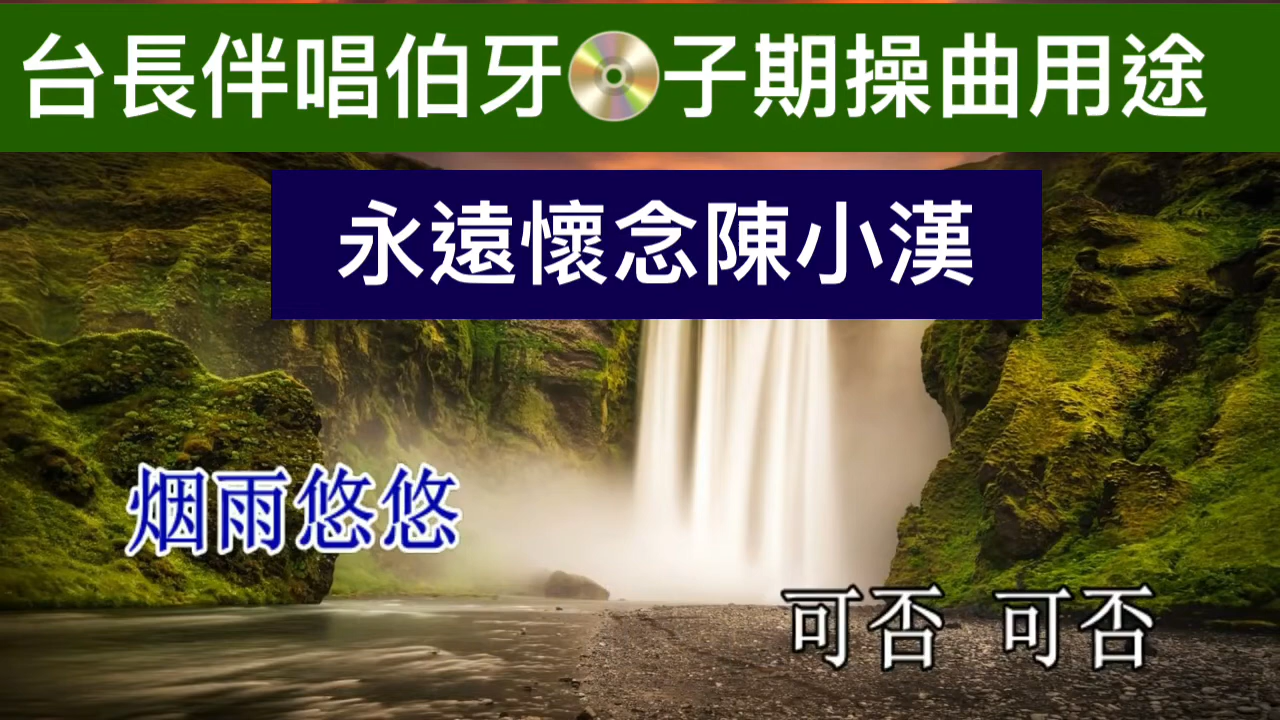 台長伴唱伯牙💿子期操曲用途
永遠懷念陳小漢
烟雨悠悠
可否 可否